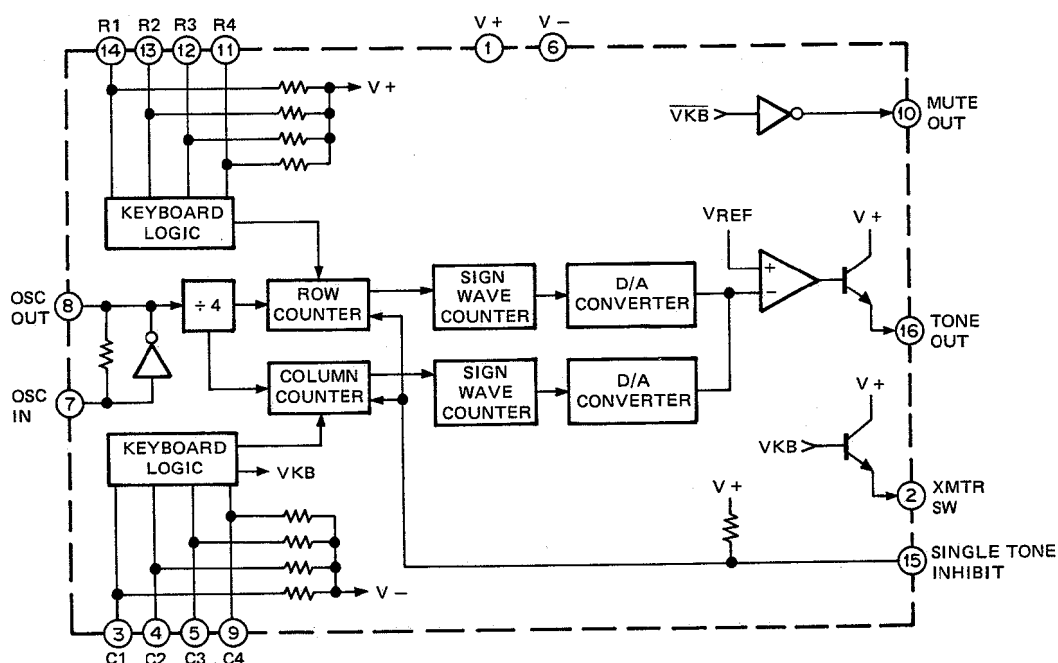 R1 R2 R3 R4 V+ V-
14 13 12 11 1 6
V+
VKB 10 MUTE
OUT
KEYBOARD
LOGIC
VREF V+
OSC
OUT 8 ÷4 ROW
COUNTER SIGN
WAVE
COUNTER D/A
CONVERTER + -
16 TONE
OUT
OSC
IN 7 COLUMN
COUNTER SIGN
WAVE
COUNTER D/A
CONVERTER
V+
KEYBOARD
LOGIC VKB VKB
2 XMTR
SW
V+
15 SINGLE TONE
INHIBIT
V-
3 4 5 9
C1 C2 C3 C4